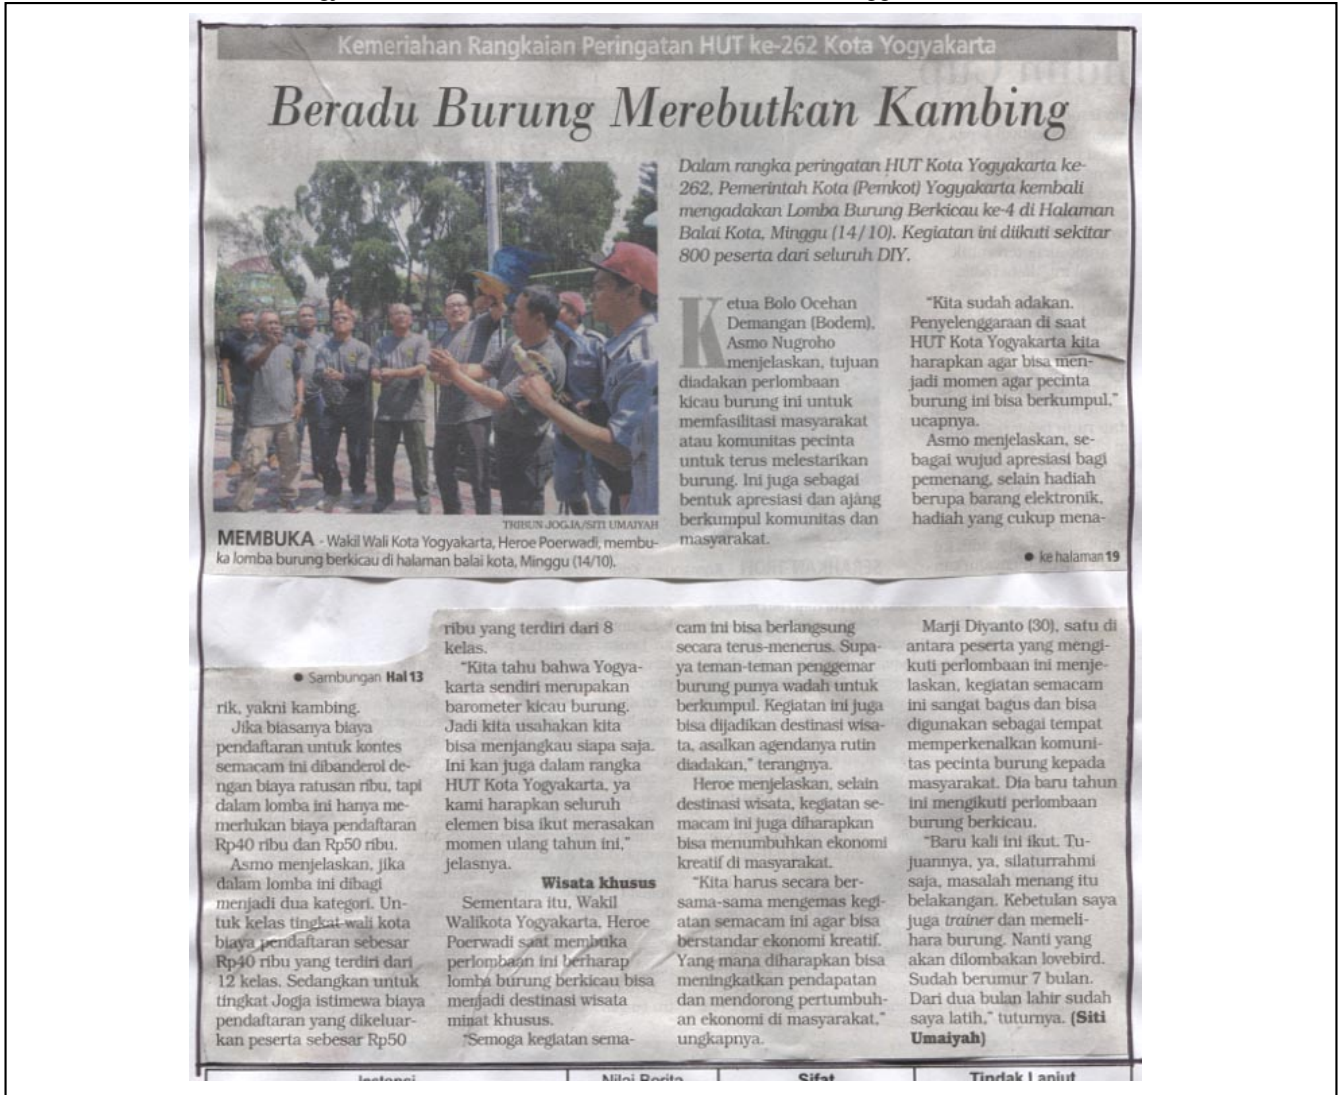 Kemeriahan Rangkaian Peringatan HUT ke-262 Kota Yogyakarta
Beradu Burung Merebutkan Kambing
Dalam rangka peringatan HUT Kota Yogyakarta ke-
262, Pemerintah Kota (Pemkot) Yogyakarta kembali
mengadakan Lomba Burung Berkicau ke-4 di Halaman
Balai Kota, Minggu (14/10). Kegiatan ini diikuti sekitar
800 peserta dari seluruh DIY.
TRIBUN JOGJA/SITI UMAIYAH
MEMBUKA - Wakil Wali Kota Yogyakarta, Heroe Poerwadi, membu-
ka lomba burung berkicau di halaman balai kota, Minggu (14/10).
Ketua Bolo Ocehan
Demangan (Bodem),
Asmo Nugroho
menjelaskan, tujuan
diadakan perlombaan
kicau burung ini untuk
memfasilitasi masyarakat
atau komunitas pecinta
untuk terus melestarikan
burung. Ini juga sebagai
bentuk apresiasi dan ajang
berkumpul komunitas dan
masyarakat.
"Kita sudah adakan.
Penyelenggaraan di saat
HUT Kota Yogyakarta kita
harapkan agar bisa men-
jadi momen agar pecinta
burung ini bisa berkumpul,"
ucapnya.
Asmo menjelaskan, se-
bagai wujud apresiasi bagi
pemenang, selain hadiah
berupa barang elektronik,
hadiah yang cukup mena-
● ke halaman 19
● Sambungan Hal 13
rik, yakni kambing.
Jika biasanya biaya
pendaftaran untuk kontes
semacam ini dibanderol de-
ngan biaya ratusan ribu, tapi
dalam lomba ini hanya me-
merlukan biaya pendaftaran
Rp40 ribu dan Rp50 ribu.
Asmo menjelaskan, jika
dalam lomba ini dibagi
menjadi dua kategori. Un-
tuk kelas tingkat wali kota
biaya pendaftaran sebesar
Rp40 ribu yang terdiri dari
12 kelas. Sedangkan untuk
tingkat Jogja istimewa biaya
pendaftaran yang dikeluar-
kan peserta sebesar Rp50
ribu yang terdiri dari 8
kelas.
"Kita tahu bahwa Yogya-
karta sendiri merupakan
barometer kicau burung.
Jadi kita usahakan kita
bisa menjangkau siapa saja.
Ini kan juga dalam rangka
HUT Kota Yogyakarta, ya
kami harapkan seluruh
elemen bisa ikut merasakan
momen ulang tahun ini,"
jelasnya.
Wisata khusus
Sementara itu, Wakil
Walikota Yogyakarta, Heroe
Poerwadi saat membuka
perlombaan ini berharap
lomba burung berkicau bisa
menjadi destinasi wisata
minat khusus.
"Semoga kegiatan sema-
cam ini bisa berlangsung
secara terus-menerus. Supa-
ya teman-teman penggemar
burung punya wadah untuk
berkumpul. Kegiatan ini juga
bisa dijadikan destinasi wisa-
ta, asalkan agendanya rutin
diadakan," terangnya.
Heroe menjelaskan, selain
destinasi wisata, kegiatan se-
macam ini juga diharapkan
bisa menumbuhkan ekonomi
kreatif di masyarakat.
"Kita harus secara ber-
sama-sama mengemas kegi-
atan semacam ini agar bisa
berstandar ekonomi kreatif.
Yang mana diharapkan bisa
meningkatkan pendapatan
dan mendorong pertumbuh-
an ekonomi di masyarakat,"
ungkapnya.
Marji Diyanto (30), satu di
antara peserta yang mengi-
kuti perlombaan ini menje-
laskan, kegiatan semacam
ini sangat bagus dan bisa
digunakan sebagai tempat
memperkenalkan komuni-
tas pecinta burung kepada
masyarakat. Dia baru tahun
ini mengikuti perlombaan
burung berkicau.
"Baru kali ini ikut. Tu-
juannya, ya, silaturrahmi
saja, masalah menang itu
belakangan. Kebetulan saya
juga trainer dan memeli-
hara burung. Nanti yang
akan dilombakan lovebird.
Sudah berumur 7 bulan.
Dari dua bulan lahir sudah
saya latih," tuturnya. (Siti
Umaiyah)
Instansi Nilai Berita Sifat Tindak Lanjut